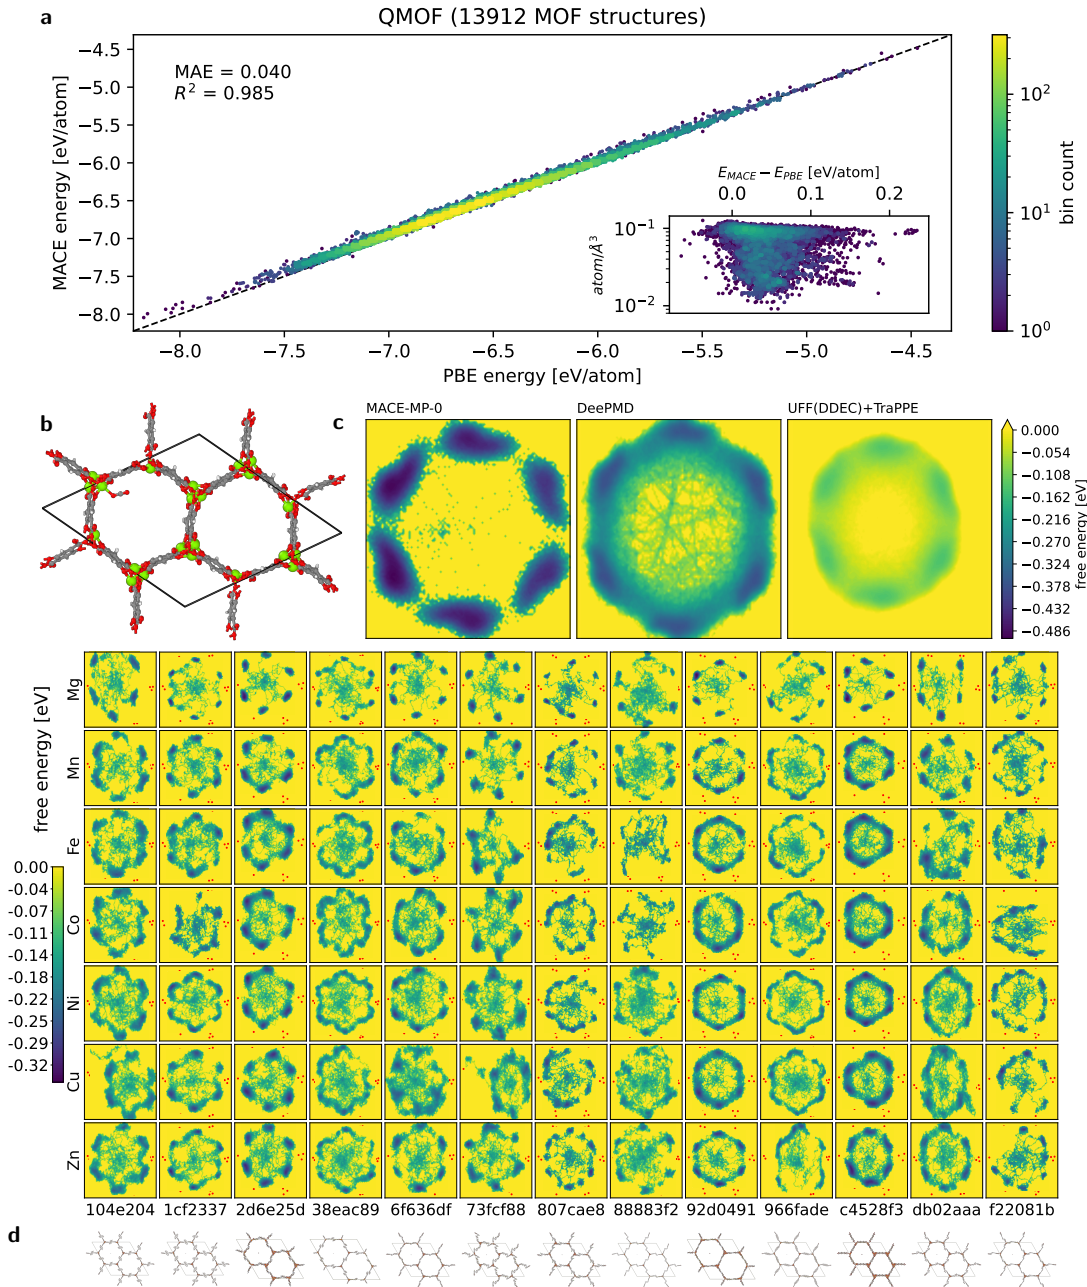 a
QMOF (13912 MOF structures)
MACE energy [eV/atom]
−4.5
−5.0
−5.5
−6.0
−6.5
−7.0
−7.5
−8.0
MAE = 0.040
R² = 0.985
−8.0 −7.5 −7.0 −6.5 −6.0 −5.5 −5.0 −4.5
PBE energy [eV/atom]
E_MACE − E_PBE [eV/atom]
0.0 0.1 0.2
atom/Å³
10⁻¹
10⁻²
bin count
10²
10¹
10⁰
b
c
MACE-MP-0
DeePMD
UFF(DDEC)+TraPPE
0.000
−0.054
−0.108
−0.162
−0.216
−0.270
−0.324
−0.378
−0.432
−0.486
free energy [eV]
free energy [eV]
0.00
-0.04
-0.07
-0.11
-0.14
-0.18
-0.22
-0.25
-0.29
-0.32
Mg
Mn
Fe
Co
Ni
Cu
Zn
104e204 1cf2337 2d6e25d 38eac89 6f636df 73fcf88 807cae8 88883f2 92d0491 966fade c4528f3 db02aaa f22081b
d